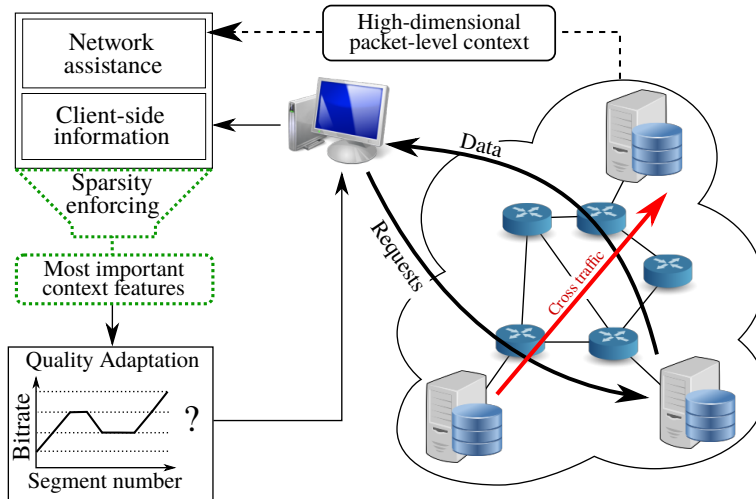 Network
assistance
Client-side
information
High-dimensional
packet-level context
Sparsity
enforcing
Most important
context features
Quality Adaptation
Bitrate
?
Segment number
Data
Requests
Cross traffic